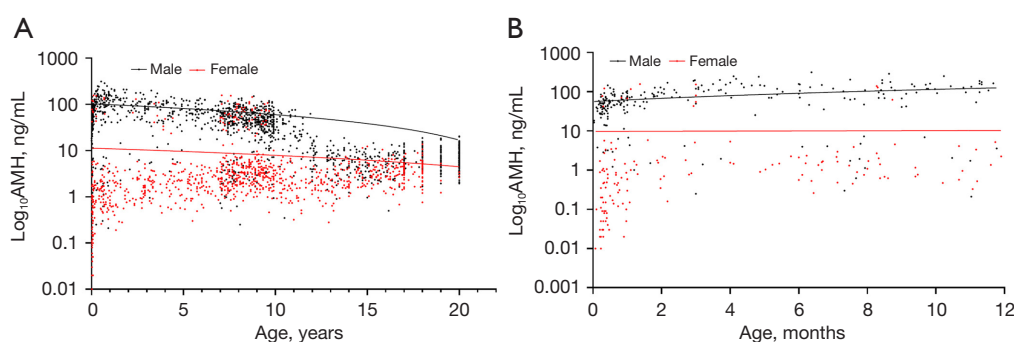 A
Log₁₀AMH, ng/mL
1000
100
10
1
0.1
0.01
Male
Female
0 5 10 15 20
Age, years
B
Log₁₀AMH, ng/mL
1000
100
10
1
0.1
0.01
0.001
Male
Female
0 2 4 6 8 10 12
Age, months